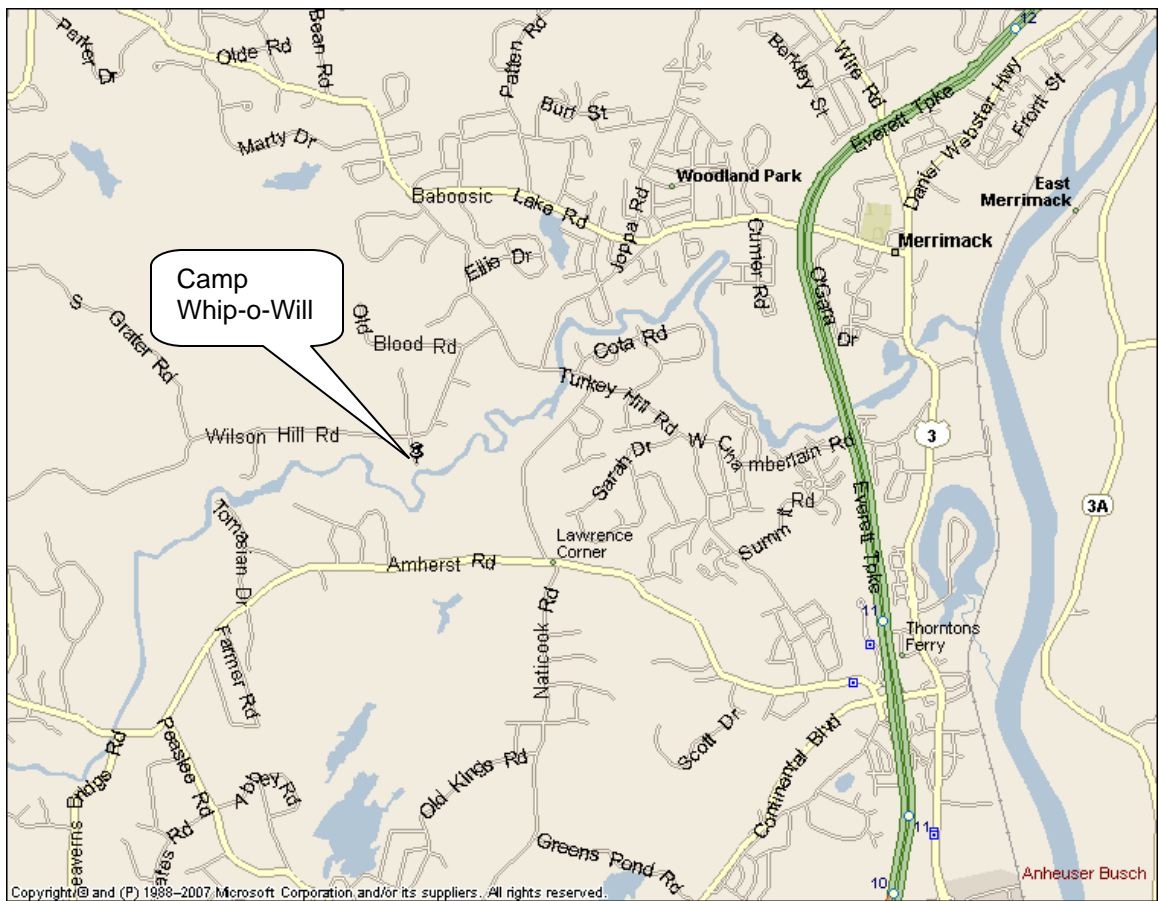 12
Parker Dr
Olde Rd
Bean Rd
Patten Rd
Berkley St
Wire Rd
Everett Tpke
Daniel Webster Hwy
Front St
Burt St
Marty Dr
Woodland Park
East
Merrimack
Baboosic Lake Rd
Joppa Rd
Currier Rd
Merrimack
Ellie Dr
Camp
Whip-o-Will
O'Gara Dr
S Grater Rd
Old Blood Rd
Cota Rd
Turkey Hill Rd
3
Wilson Hill Rd
W Chamberlain Rd
Sarah Dr
Everett Tpke
3A
Tomasian Dr
Summit Rd
Lawrence
Corner
Amherst Rd
11
Thorntons
Ferry
Farmer Rd
Naticook Rd
Scott Dr
Continental Blvd
Peaslee Rd
Bridge Rd
Old Kings Rd
11
Greens Pond Rd
10
Anheuser Busch
Copyright © and (P) 1988–2007 Microsoft Corporation and/or its suppliers. All rights reserved.